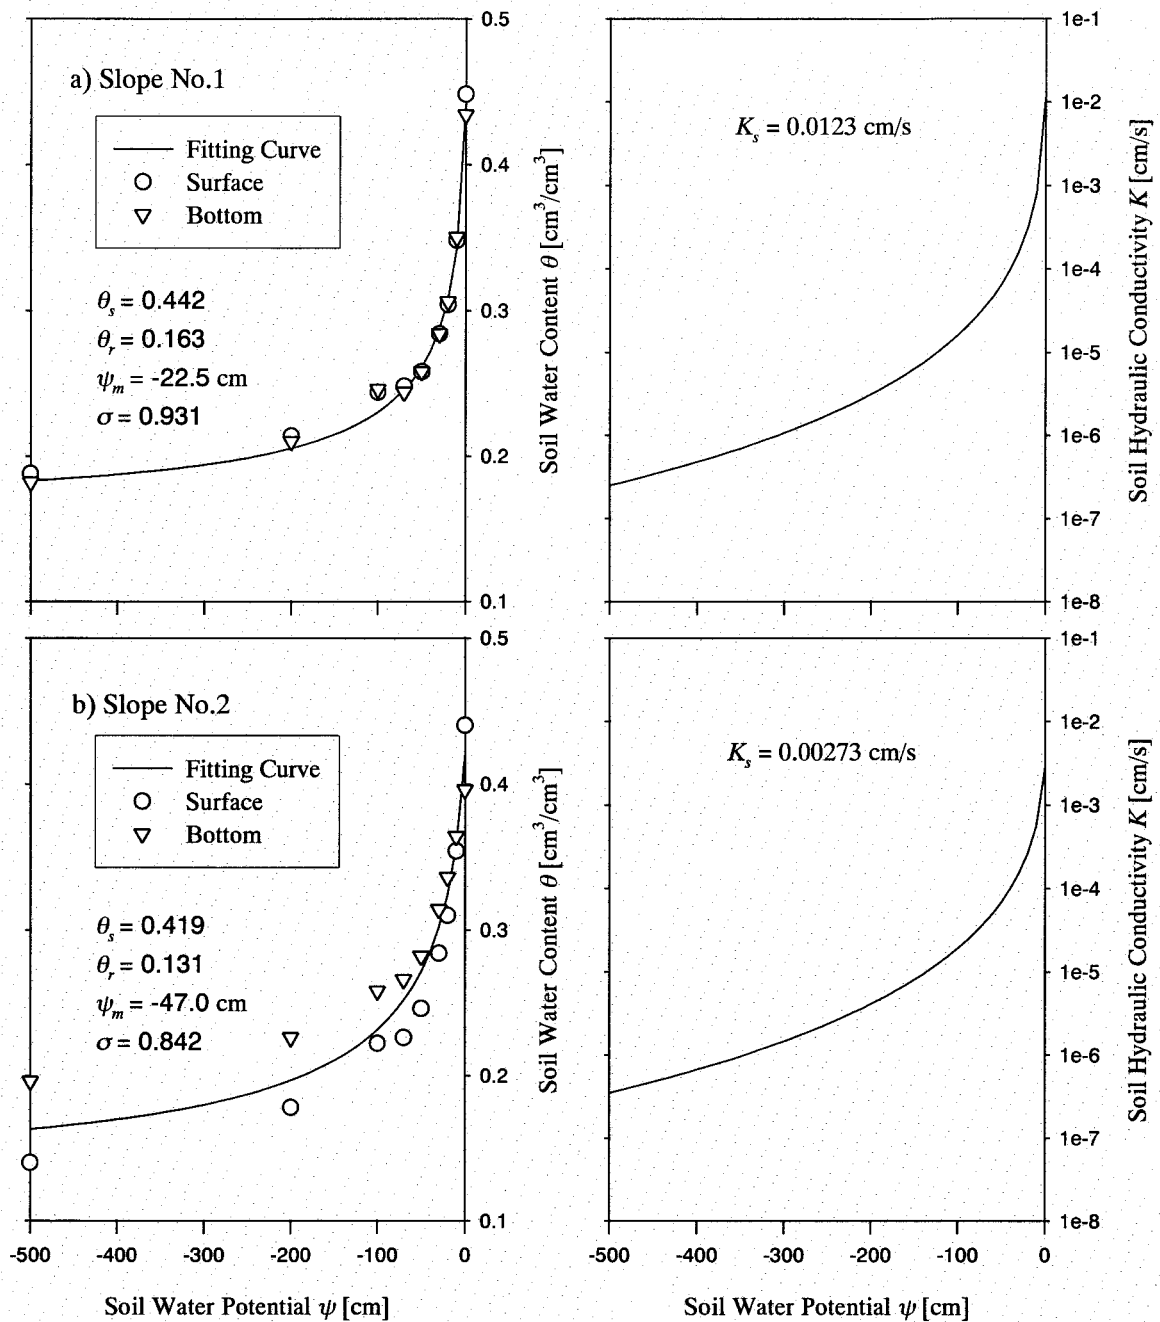 a) Slope No.1
Fitting Curve
Surface
Bottom
θs = 0.442
θr = 0.163
ψm = -22.5 cm
σ = 0.931
0.5
0.4
0.3
0.2
0.1
Soil Water Content θ [cm³/cm³]
Ks = 0.0123 cm/s
1e-1
1e-2
1e-3
1e-4
1e-5
1e-6
1e-7
1e-8
Soil Hydraulic Conductivity K [cm/s]
b) Slope No.2
Fitting Curve
Surface
Bottom
θs = 0.419
θr = 0.131
ψm = -47.0 cm
σ = 0.842
0.5
0.4
0.3
0.2
0.1
Soil Water Content θ [cm³/cm³]
-500 -400 -300 -200 -100 0
Soil Water Potential ψ [cm]
Ks = 0.00273 cm/s
1e-1
1e-2
1e-3
1e-4
1e-5
1e-6
1e-7
1e-8
Soil Hydraulic Conductivity K [cm/s]
-500 -400 -300 -200 -100 0
Soil Water Potential ψ [cm]